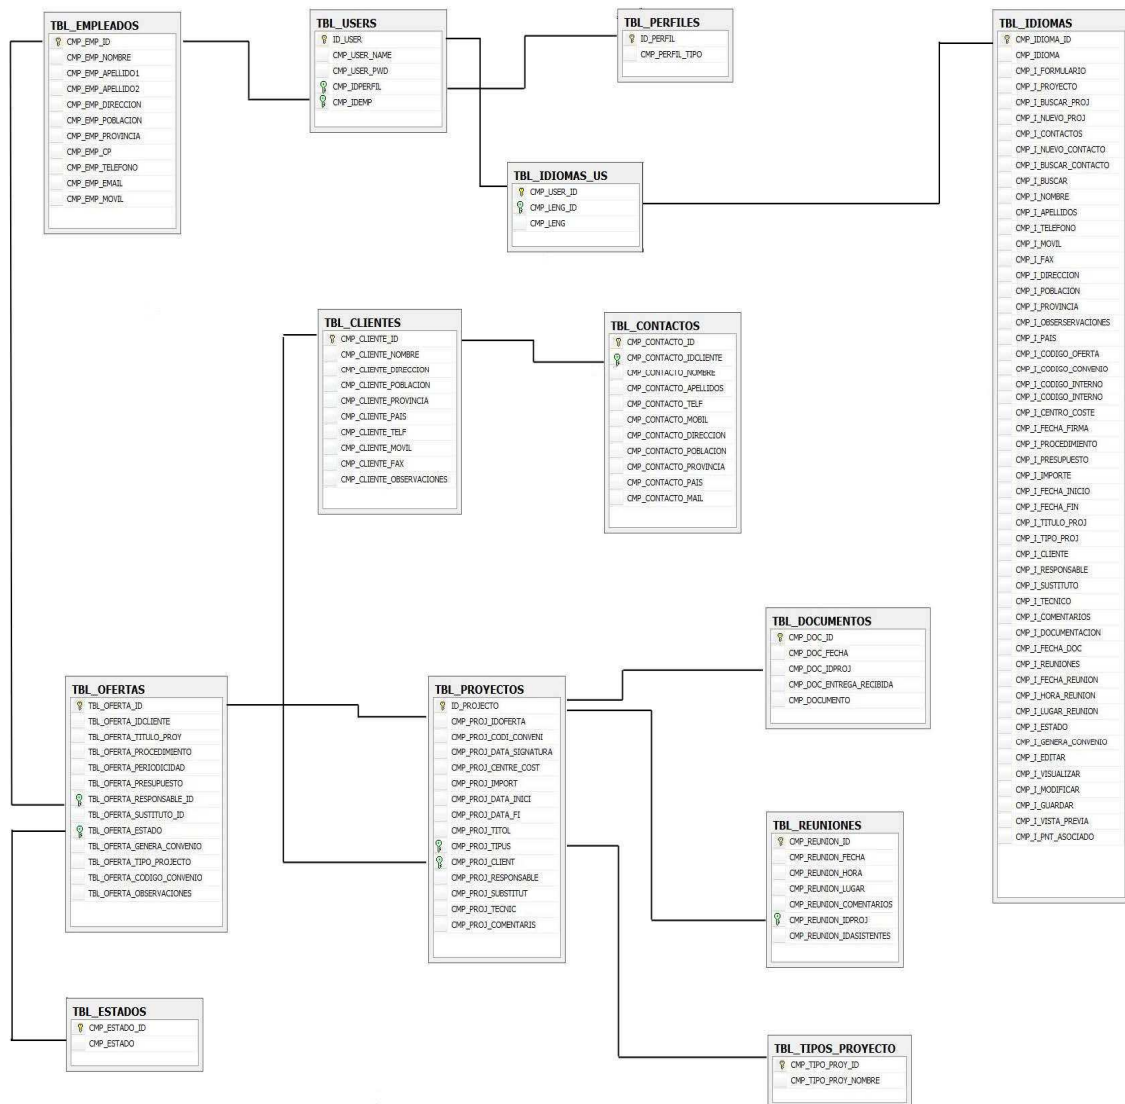 TBL_EMPLEADOS
CMP_EMP_ID
CMP_EMP_NOMBRE
CMP_EMP_APELLIDO1
CMP_EMP_APELLIDO2
CMP_EMP_DIRECCION
CMP_EMP_POBLACION
CMP_EMP_PROVINCIA
CMP_EMP_CP
CMP_EMP_TELEFONO
CMP_EMP_EMAIL
CMP_EMP_MOVIL
TBL_USERS
ID_USER
CMP_USER_NAME
CMP_USER_PWD
CMP_IDPERFIL
CMP_IDEMP
TBL_PERFILES
ID_PERFIL
CMP_PERFIL_TIPO
TBL_IDIOMAS_US
CMP_USER_ID
CMP_LENG_ID
CMP_LENG
TBL_IDIOMAS
CMP_IDIOMA_ID
CMP_IDIOMA
CMP_I_FORMULARIO
CMP_I_PROYECTO
CMP_I_BUSCAR_PROJ
CMP_I_NUEVO_PROJ
CMP_I_CONTACTOS
CMP_I_NUEVO_CONTACTO
CMP_I_BUSCAR_CONTACTO
CMP_I_BUSCAR
CMP_I_NOMBRE
CMP_I_APELLIDOS
CMP_I_TELEFONO
CMP_I_MOVIL
CMP_I_FAX
CMP_I_DIRECCION
CMP_I_POBLACION
CMP_I_PROVINCIA
CMP_I_OBSERSERVACIONES
CMP_I_PAIS
CMP_I_CODIGO_OFERTA
CMP_I_CODIGO_CONVENIO
CMP_I_CODIGO_INTERNO
CMP_I_CODIGO_INTERNO
CMP_I_CENTRO_COSTE
CMP_I_FECHA_FIRMA
CMP_I_PROCEDIMIENTO
CMP_I_PRESUPUESTO
CMP_I_IMPORTE
CMP_I_FECHA_INICIO
CMP_I_FECHA_FIN
CMP_I_TITULO_PROJ
CMP_I_TIPO_PROJ
CMP_I_CLIENTE
CMP_I_RESPONSABLE
CMP_I_SUSTITUTO
CMP_I_TECNICO
CMP_I_COMENTARIOS
CMP_I_DOCUMENTACION
CMP_I_FECHA_DOC
CMP_I_REUNIONES
CMP_I_FECHA_REUNION
CMP_I_HORA_REUNION
CMP_I_LUGAR_REUNION
CMP_I_ESTADO
CMP_I_GENERA_CONVENIO
CMP_I_EDITAR
CMP_I_VISUALIZAR
CMP_I_MODIFICAR
CMP_I_GUARDAR
CMP_I_VISTA_PREVIA
CMP_I_PNT_ASOCIADO
TBL_CLIENTES
CMP_CLIENTE_ID
CMP_CLIENTE_NOMBRE
CMP_CLIENTE_DIRECCION
CMP_CLIENTE_POBLACION
CMP_CLIENTE_PROVINCIA
CMP_CLIENTE_PAIS
CMP_CLIENTE_TELF
CMP_CLIENTE_MOVIL
CMP_CLIENTE_FAX
CMP_CLIENTE_OBSERVACIONES
TBL_CONTACTOS
CMP_CONTACTO_ID
CMP_CONTACTO_IDCLIENTE
CMP_CONTACTO_NOMBRE
CMP_CONTACTO_APELLIDOS
CMP_CONTACTO_TELF
CMP_CONTACTO_MOBIL
CMP_CONTACTO_DIRECCION
CMP_CONTACTO_POBLACION
CMP_CONTACTO_PROVINCIA
CMP_CONTACTO_PAIS
CMP_CONTACTO_MAIL
TBL_OFERTAS
TBL_OFERTA_ID
TBL_OFERTA_IDCLIENTE
TBL_OFERTA_TITULO_PROY
TBL_OFERTA_PROCEDIMIENTO
TBL_OFERTA_PERIODICIDAD
TBL_OFERTA_PRESUPUESTO
TBL_OFERTA_RESPONSABLE_ID
TBL_OFERTA_SUSTITUTO_ID
TBL_OFERTA_ESTADO
TBL_OFERTA_GENERA_CONVENIO
TBL_OFERTA_TIPO_PROJECTO
TBL_OFERTA_CODIGO_CONVENIO
TBL_OFERTA_OBSERVACIONES
TBL_PROYECTOS
ID_PROJECTO
CMP_PROJ_IDOFERTA
CMP_PROJ_CODI_CONVENI
CMP_PROJ_DATA_SIGNATURA
CMP_PROJ_CENTRE_COST
CMP_PROJ_IMPORT
CMP_PROJ_DATA_INICI
CMP_PROJ_DATA_FI
CMP_PROJ_TITOL
CMP_PROJ_TIPUS
CMP_PROJ_CLIENT
CMP_PROJ_RESPONSABLE
CMP_PROJ_SUBSTITUT
CMP_PROJ_TECNIC
CMP_PROJ_COMENTARIS
TBL_DOCUMENTOS
CMP_DOC_ID
CMP_DOC_FECHA
CMP_DOC_IDPROJ
CMP_DOC_ENTREGA_RECIBIDA
CMP_DOCUMENTO
TBL_REUNIONES
CMP_REUNION_ID
CMP_REUNION_FECHA
CMP_REUNION_HORA
CMP_REUNION_LUGAR
CMP_REUNION_COMENTARIOS
CMP_REUNION_IDPROJ
CMP_REUNION_IDASISTENTES
TBL_ESTADOS
CMP_ESTADO_ID
CMP_ESTADO
TBL_TIPOS_PROYECTO
CMP_TIPO_PROY_ID
CMP_TIPO_PROY_NOMBRE